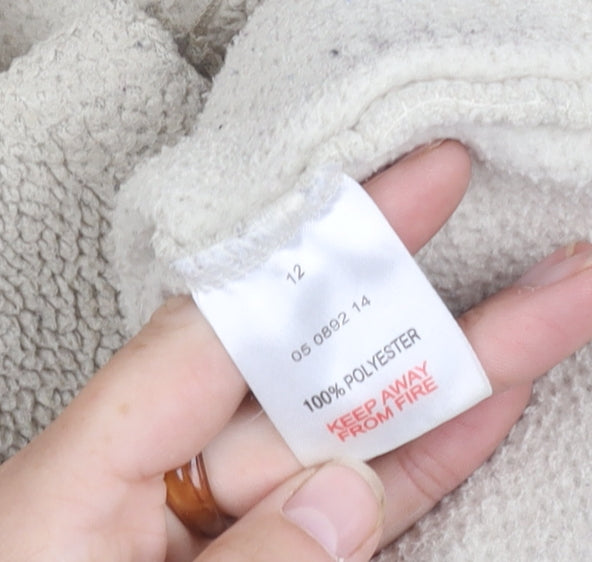 12
05 0892 14
100% POLYESTER
KEEP AWAY
FROM FIRE